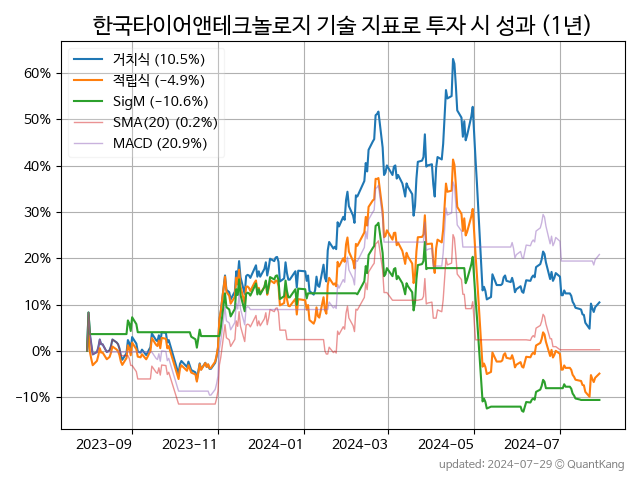 한국타이어앤테크놀로지 기술 지표로 투자 시 성과 (1년)
거치식 (10.5%)
적립식 (-4.9%)
SigM (-10.6%)
SMA(20) (0.2%)
MACD (20.9%)
60%
50%
40%
30%
20%
10%
0%
-10%
2023-09 2023-11 2024-01 2024-03 2024-05 2024-07
updated: 2024-07-29 © QuantKang